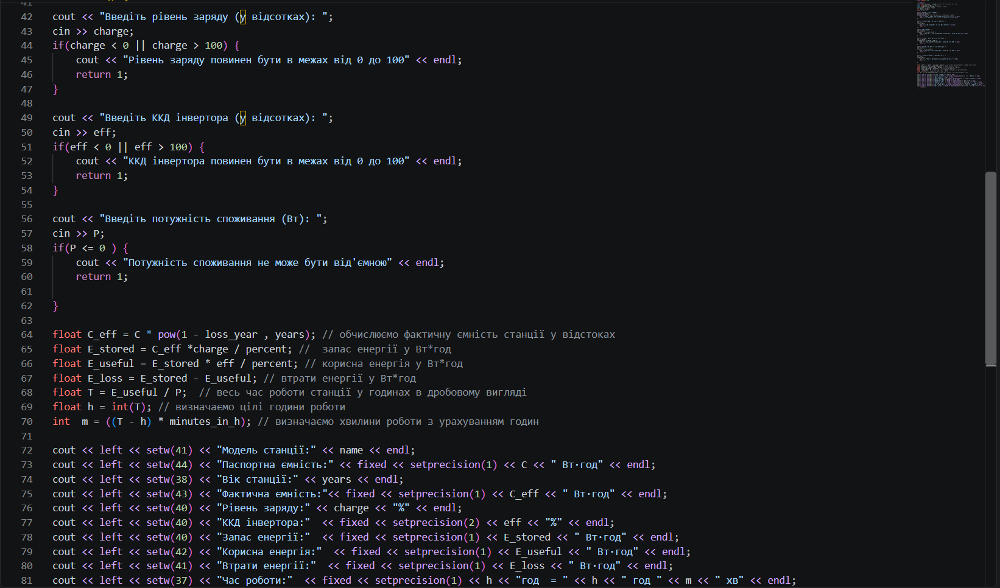 42 cout << "Введіть рівень заряду (у відсотках): ";
43 cin >> charge;
44 if(charge < 0 || charge > 100) {
45 cout << "Рівень заряду повинен бути в межах від 0 до 100" << endl;
46 return 1;
47 }
48
49 cout << "Введіть ККД інвертора (у відсотках): ";
50 cin >> eff;
51 if(eff < 0 || eff > 100) {
52 cout << "ККД інвертора повинен бути в межах від 0 до 100" << endl;
53 return 1;
54 }
55
56 cout << "Введіть потужність споживання (Вт): ";
57 cin >> P;
58 if(P <= 0 ) {
59 cout << "Потужність споживання не може бути від'ємною" << endl;
60 return 1;
61
62 }
63
64 float C_eff = C * pow(1 - loss_year , years); // обчислюємо фактичну ємність станції у відстоках
65 float E_stored = C_eff *charge / percent; //  запас енергії у Вт*год
66 float E_useful = E_stored * eff / percent; // корисна енергія у Вт*год
67 float E_loss = E_stored - E_useful; // втрати енергії у Вт*год
68 float T = E_useful / P;  // весь час роботи станції у годинах в дробовому вигляді
69 float h = int(T); // визначаємо цілі години роботи
70 int  m = ((T - h) * minutes_in_h); // визначаємо хвилини роботи з урахуванням годин
71
72 cout << left << setw(41) << "Модель станції:" << name << endl;
73 cout << left << setw(44) << "Паспортна ємність:" << fixed << setprecision(1) << C << " Вт·год" << endl;
74 cout << left << setw(38) << "Вік станції:" << years << endl;
75 cout << left << setw(43) << "Фактична ємність:"<< fixed << setprecision(1) << C_eff << " Вт·год" << endl;
76 cout << left << setw(40) << "Рівень заряду:" << charge << "%" << endl;
77 cout << left << setw(40) << "ККД інвертора:"  << fixed << setprecision(2) << eff << "%" << endl;
78 cout << left << setw(40) << "Запас енергії:"  << fixed << setprecision(1) << E_stored << " Вт·год" << endl;
79 cout << left << setw(42) << "Корисна енергія:"  << fixed << setprecision(1) << E_useful << " Вт·год" << endl;
80 cout << left << setw(41) << "Втрати енергії:"  << fixed << setprecision(1) << E_loss << " Вт·год" << endl;
81 cout << left << setw(37) << "Час роботи:"  << fixed << setprecision(1) << h << "год  = " << h << " год " << m << " хв" << endl;